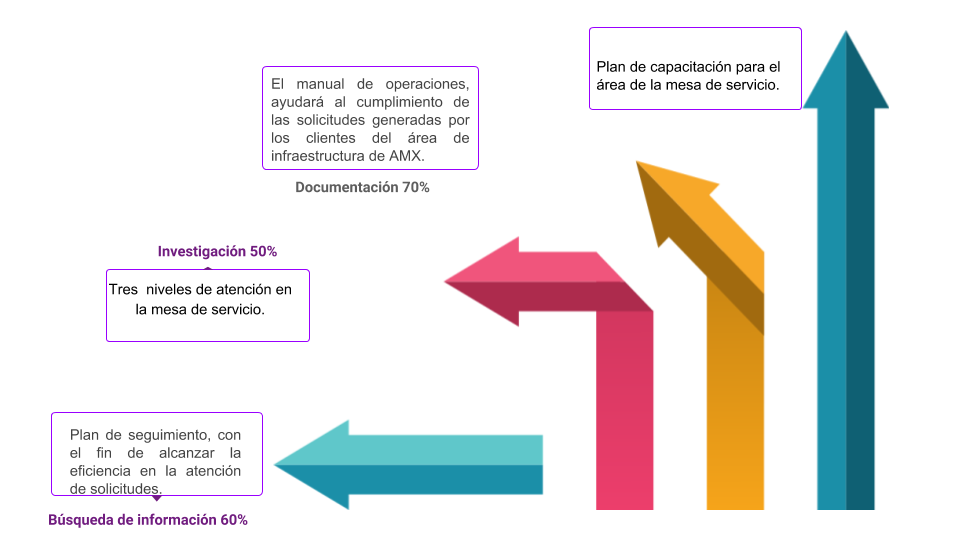 Plan de capacitación para el
área de la mesa de servicio.
El manual de operaciones,
ayudará al cumplimiento de
las solicitudes generadas por
los clientes del área de
infraestructura de AMX.
Documentación 70%
Investigación 50%
Tres niveles de atención en
la mesa de servicio.
Plan de seguimiento, con
el fin de alcanzar la
eficiencia en la atención
de solicitudes.
Búsqueda de información 60%